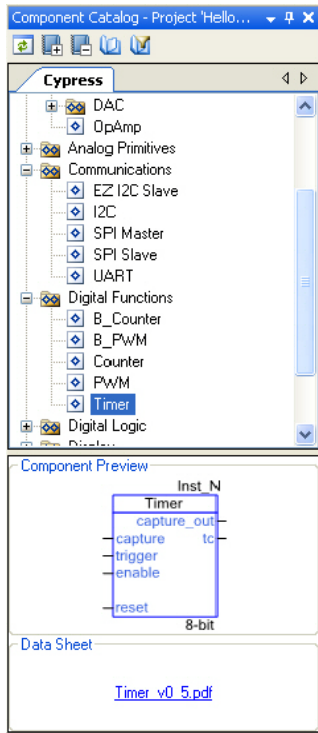 Component Catalog - Project 'Hello...
Cypress
DAC
OpAmp
Analog Primitives
Communications
EZ I2C Slave
I2C
SPI Master
SPI Slave
UART
Digital Functions
B_Counter
B_PWM
Counter
PWM
Timer
Digital Logic
Display
Component Preview
Inst_N
Timer
capture_out
capture tc
trigger
enable
reset
8-bit
Data Sheet
Timer_v0_5.pdf